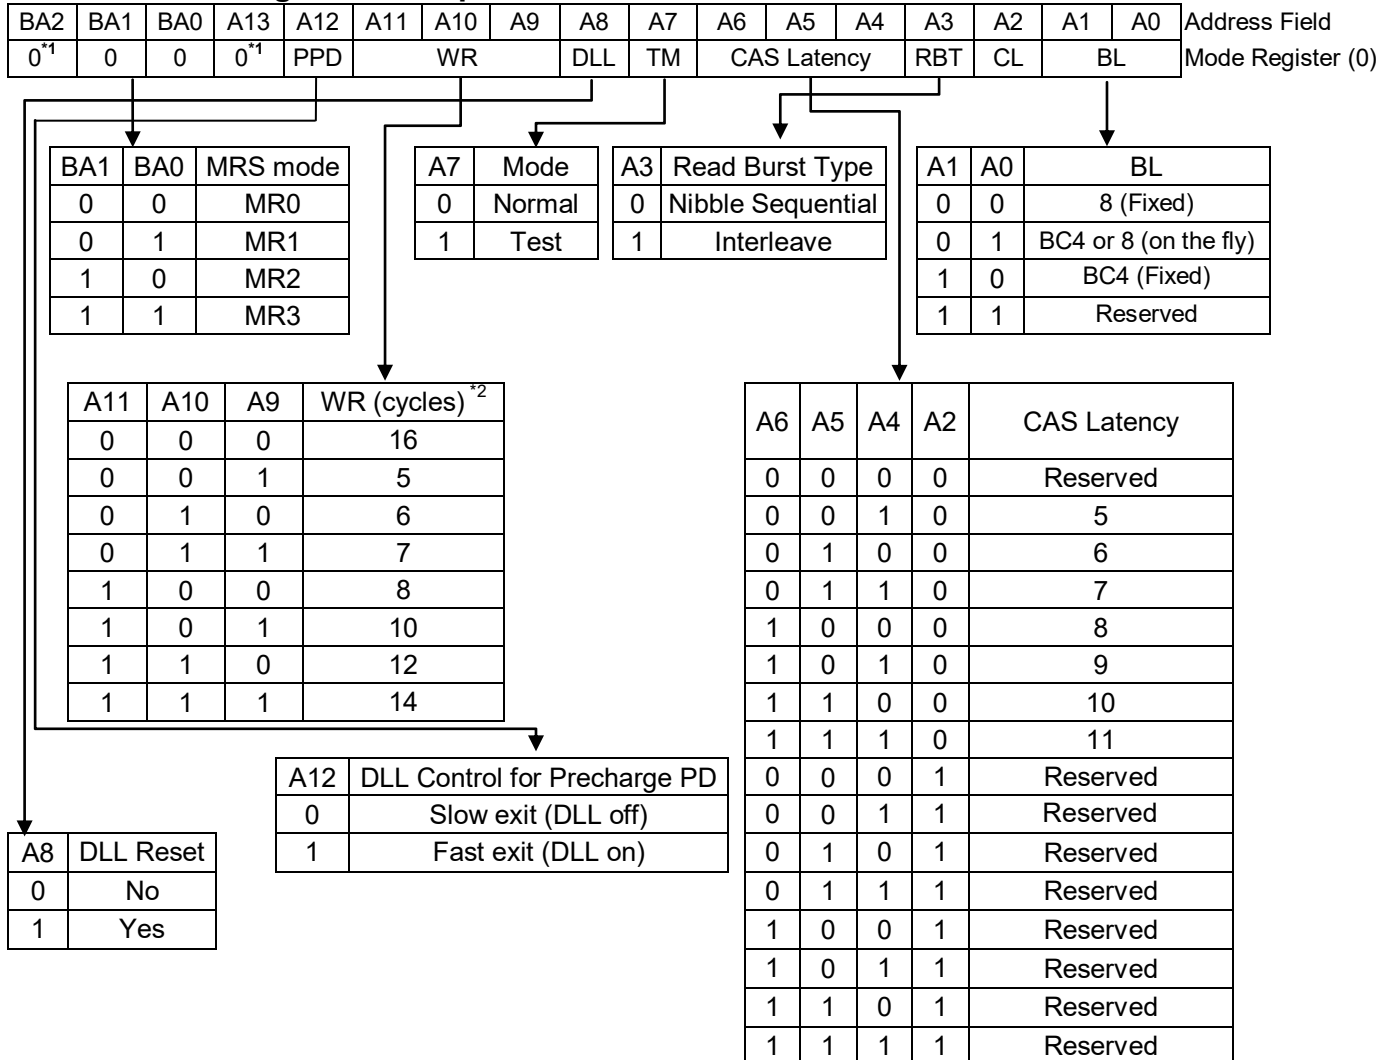 BA2 BA1 BA0 A13 A12 A11 A10 A9 A8 A7 A6 A5 A4 A3 A2 A1 A0 Address Field
0*1 0 0 0*1 PPD WR DLL TM CAS Latency RBT CL BL Mode Register (0)
BA1 BA0 MRS mode
0 0 MR0
0 1 MR1
1 0 MR2
1 1 MR3
A7 Mode
0 Normal
1 Test
A3 Read Burst Type
0 Nibble Sequential
1 Interleave
A1 A0 BL
0 0 8 (Fixed)
0 1 BC4 or 8 (on the fly)
1 0 BC4 (Fixed)
1 1 Reserved
A11 A10 A9 WR (cycles) *2
0 0 0 16
0 0 1 5
0 1 0 6
0 1 1 7
1 0 0 8
1 0 1 10
1 1 0 12
1 1 1 14
A6 A5 A4 A2 CAS Latency
0 0 0 0 Reserved
0 0 1 0 5
0 1 0 0 6
0 1 1 0 7
1 0 0 0 8
1 0 1 0 9
1 1 0 0 10
1 1 1 0 11
0 0 0 1 Reserved
0 0 1 1 Reserved
0 1 0 1 Reserved
0 1 1 1 Reserved
1 0 0 1 Reserved
1 0 1 1 Reserved
1 1 0 1 Reserved
1 1 1 1 Reserved
A12 DLL Control for Precharge PD
0 Slow exit (DLL off)
1 Fast exit (DLL on)
A8 DLL Reset
0 No
1 Yes